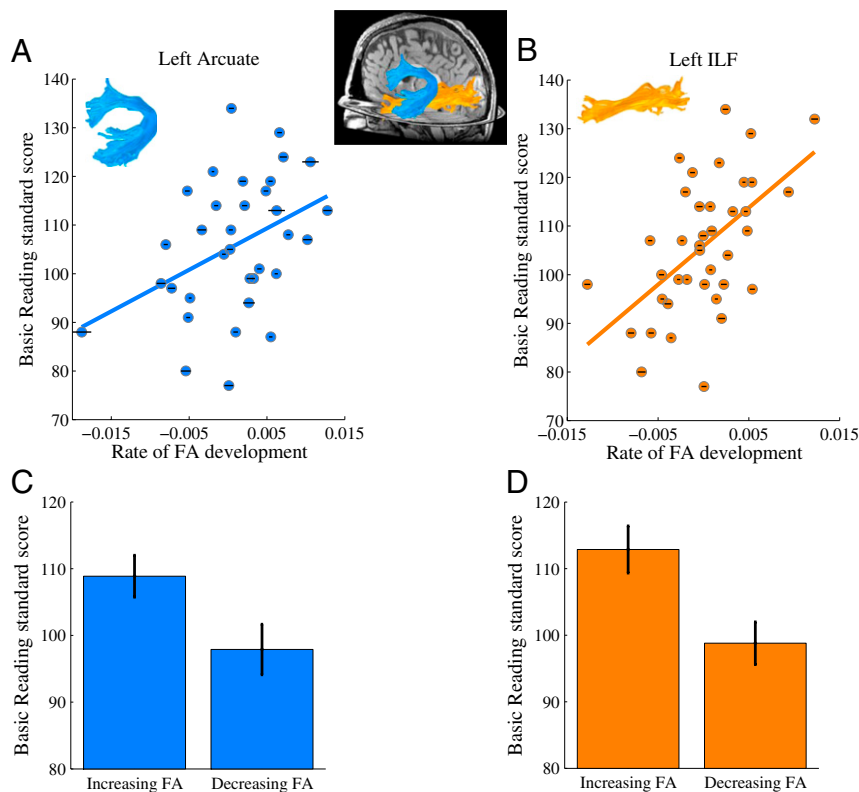 A
Left Arcuate
Basic Reading standard score
140
130
120
110
100
90
80
70
−0.015
−0.005
0.005
0.015
Rate of FA development
B
Left ILF
Basic Reading standard score
140
130
120
110
100
90
80
70
−0.015
−0.005
0.005
0.015
Rate of FA development
C
Basic Reading standard score
120
110
100
90
80
Increasing FA
Decreasing FA
D
Basic Reading standard score
120
110
100
90
80
Increasing FA
Decreasing FA